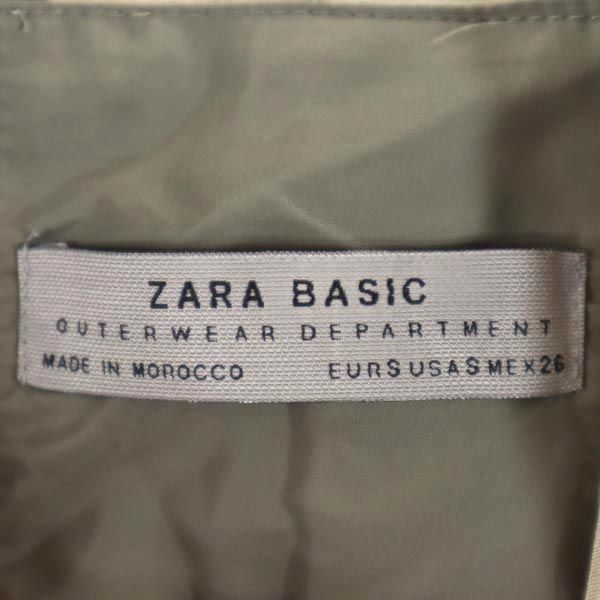 ZARA BASIC
OUTERWEAR DEPARTMENT
MADE IN MOROCCO EUR S USA S MEX 26